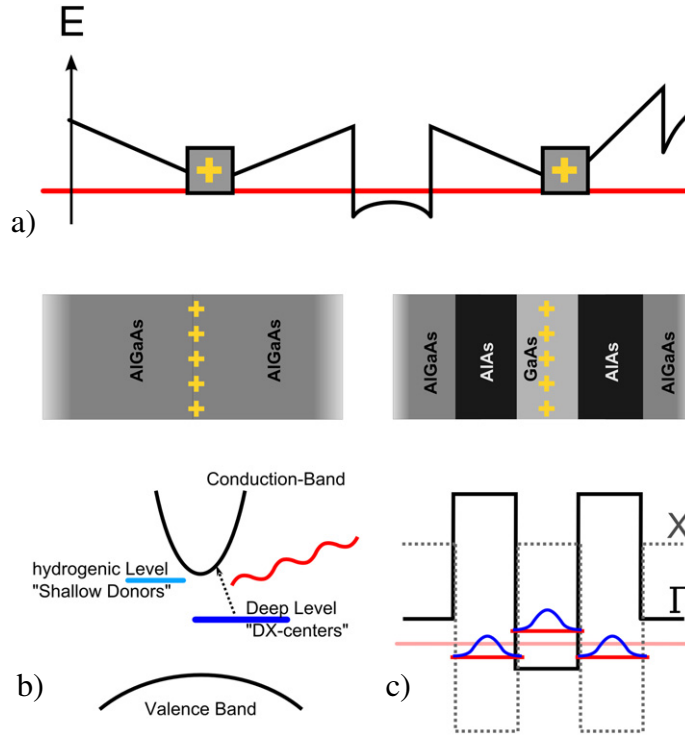 E
a)
AlGaAs
AlGaAs
AlGaAs
AlAs
GaAs
AlAs
AlGaAs
Conduction-Band
hydrogenic Level
"Shallow Donors"
Deep Level
"DX-centers"
Valence Band
b)
X
Γ
c)